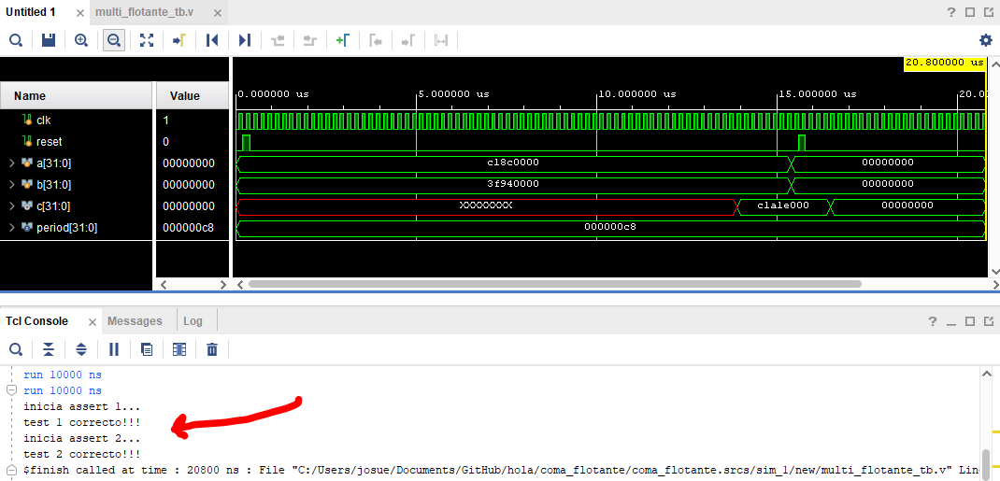 Untitled 1
multi_flotante_tb.v
20.800000 us
Name Value
0.000000 us 5.000000 us 10.000000 us 15.000000 us 20.0
clk 1
reset 0
a[31:0] 00000000 c18c0000 00000000
b[31:0] 00000000 3f940000 00000000
c[31:0] 00000000 XXXXXXXX c1a1e000 00000000
period[31:0] 000000c8 000000c8
Tcl Console Messages Log
run 10000 ns
run 10000 ns
inicia assert 1...
test 1 correcto!!!
inicia assert 2...
test 2 correcto!!!
$finish called at time : 20800 ns : File "C:/Users/josue/Documents/GitHub/hola/coma_flotante/coma_flotante.srcs/sim_1/new/multi_flotante_tb.v" Line